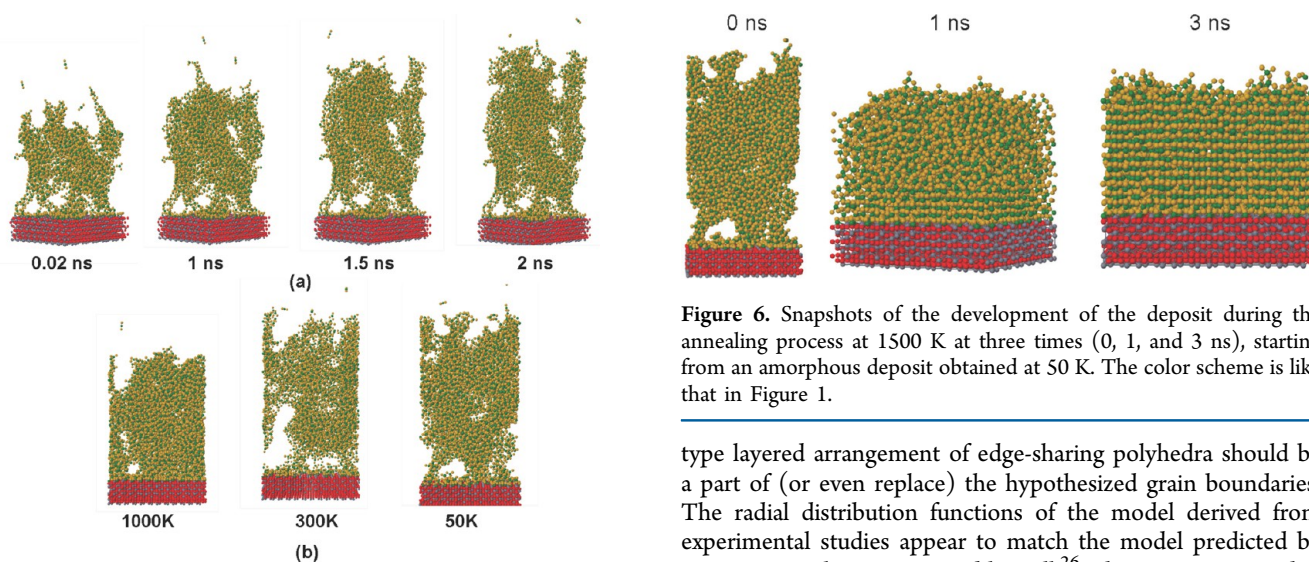 0.02 ns
1 ns
1.5 ns
2 ns
(a)
1000K
300K
50K
(b)
0 ns
1 ns
3 ns
Figure 6. Snapshots of the development of the deposit during
annealing process at 1500 K at three times (0, 1, and 3 ns),
from an amorphous deposit obtained at 50 K. The color scheme is
that in Figure 1.
type layered arrangement of edge-sharing polyhedra should
a part of (or even replace) the hypothesized grain boundaries
The radial distribution functions of the model derived
experimental studies appear to match the model predicted
26